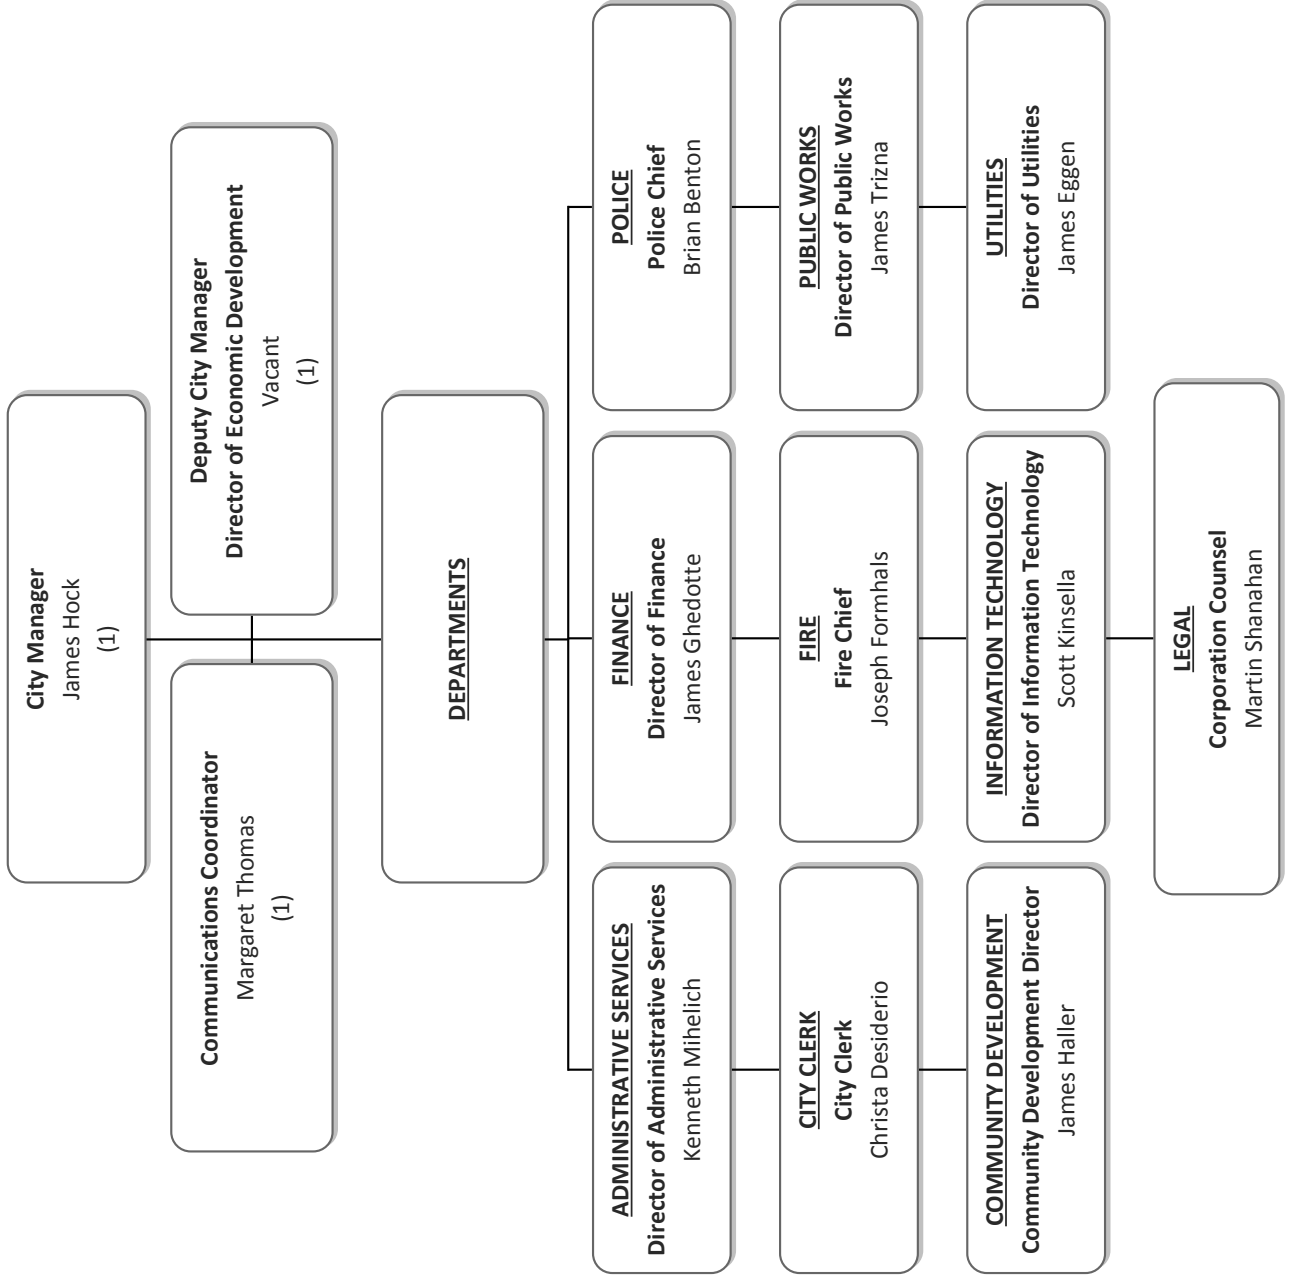 City Manager
James Hock
(1)
Communications Coordinator
Margaret Thomas
(1)
Deputy City Manager
Director of Economic Development
Vacant
(1)
DEPARTMENTS
ADMINISTRATIVE SERVICES
Director of Administrative Services
Kenneth Mihelich
FINANCE
Director of Finance
James Ghedotte
POLICE
Police Chief
Brian Benton
CITY CLERK
City Clerk
Christa Desiderio
FIRE
Fire Chief
Joseph Formhals
PUBLIC WORKS
Director of Public Works
James Trizna
COMMUNITY DEVELOPMENT
Community Development Director
James Haller
INFORMATION TECHNOLOGY
Director of Information Technology
Scott Kinsella
UTILITIES
Director of Utilities
James Eggen
LEGAL
Corporation Counsel
Martin Shanahan